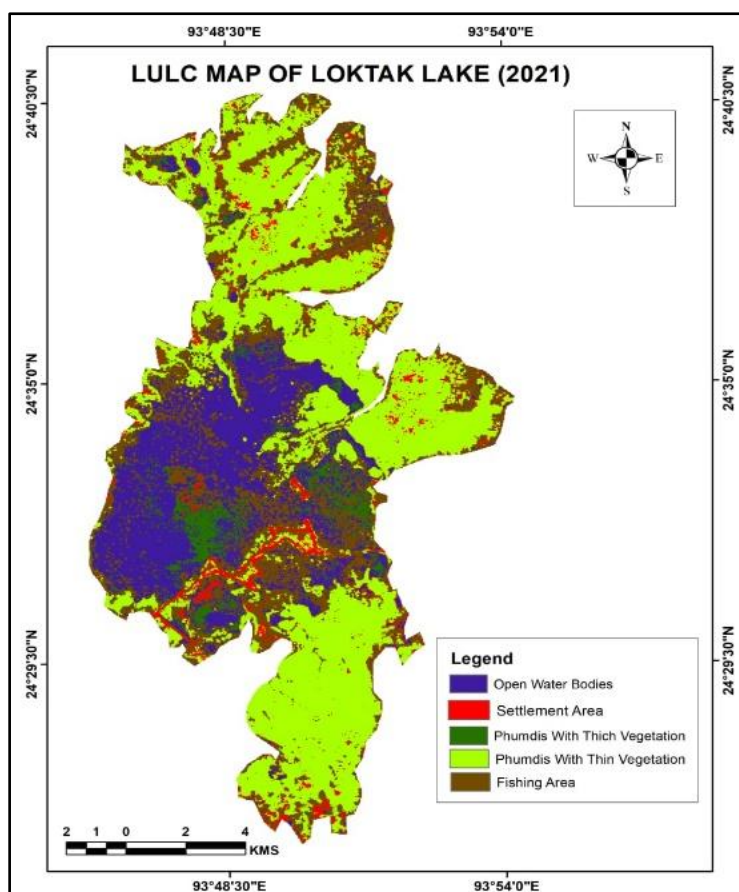 93°48'30"E 93°54'0"E
LULC MAP OF LOKTAK LAKE (2021)
24°40'30"N 24°40'30"N
N
W E
S
24°35'0"N 24°35'0"N
24°29'30"N 24°29'30"N
Legend
Open Water Bodies
Settlement Area
Phumdis With Thich Vegetation
Phumdis With Thin Vegetation
Fishing Area
2 1 0 2 4
KMS
93°48'30"E 93°54'0"E